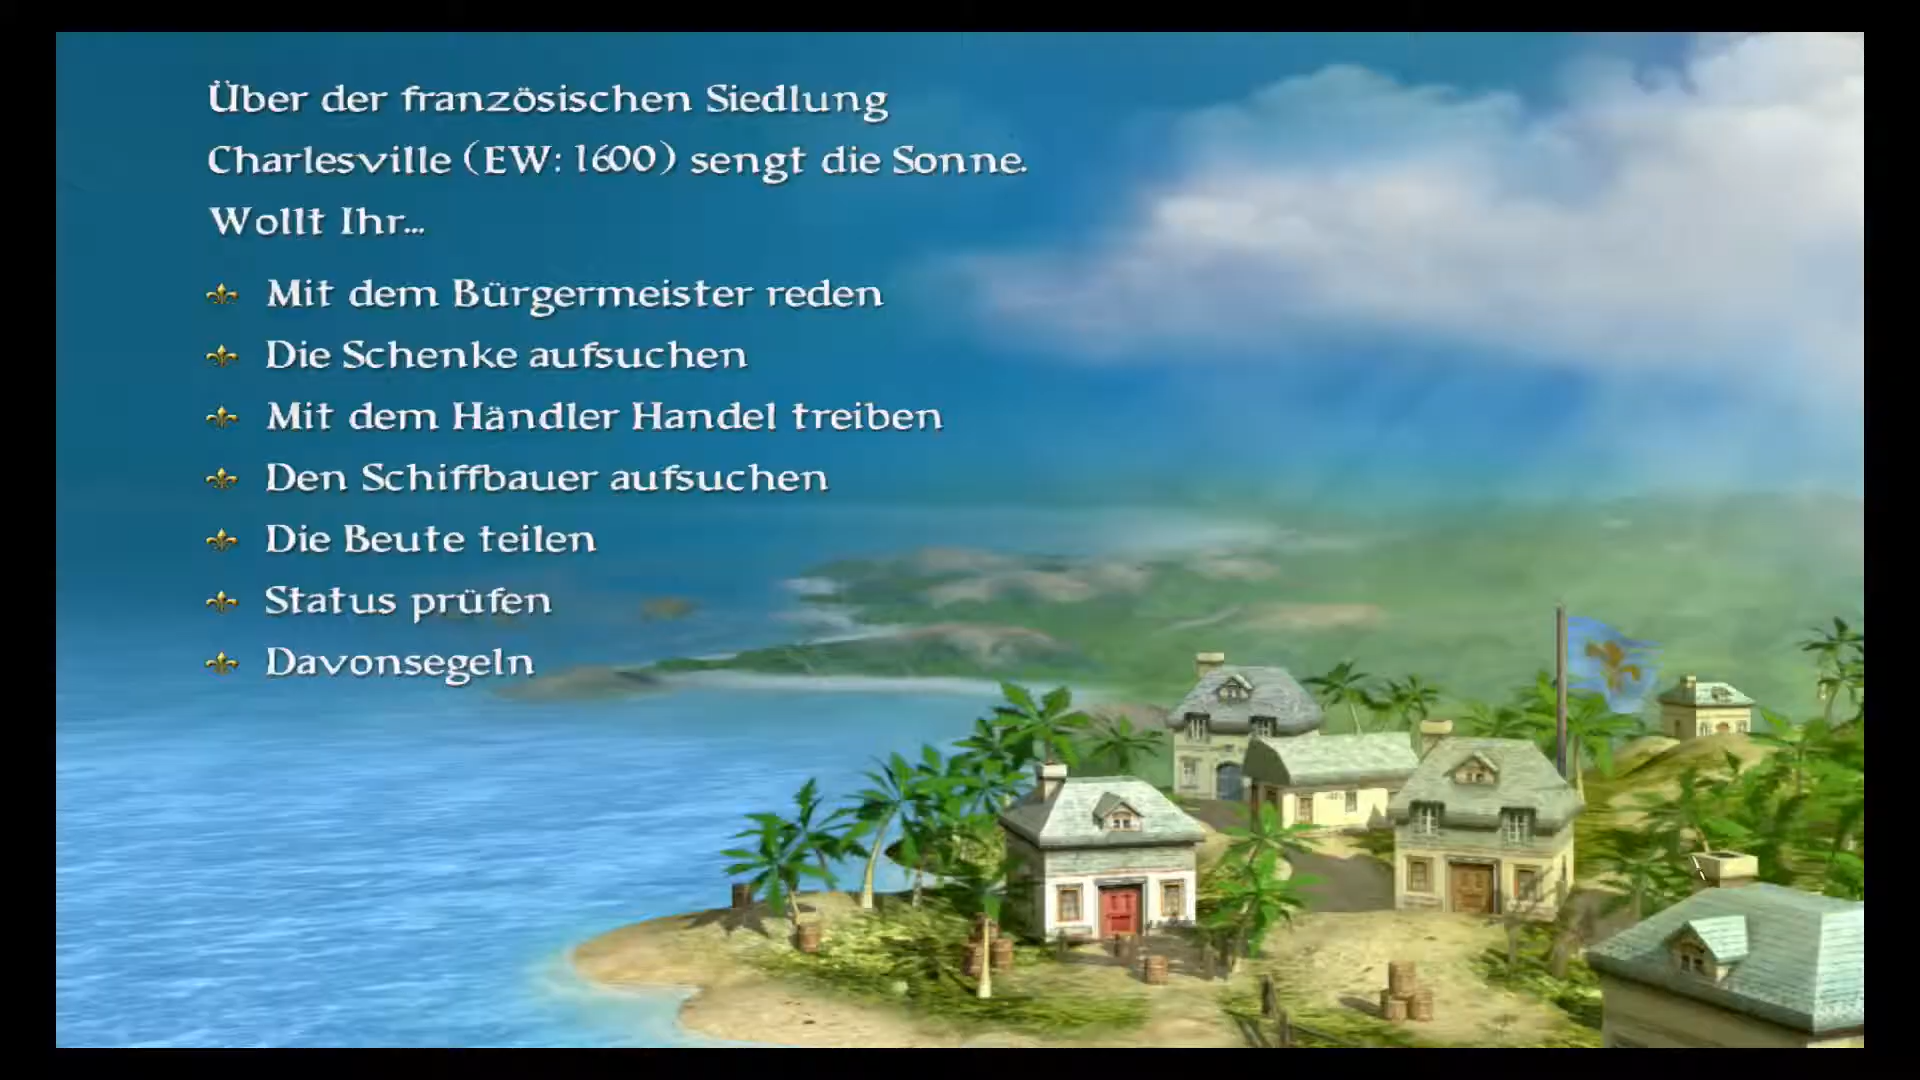 Über der französischen Siedlung
Charlesville (EW: 1600) sengt die Sonne.
Wollt Ihr...
Mit dem Bürgermeister reden
Die Schenke aufsuchen
Mit dem Händler Handel treiben
Den Schiffbauer aufsuchen
Die Beute teilen
Status prüfen
Davonsegeln